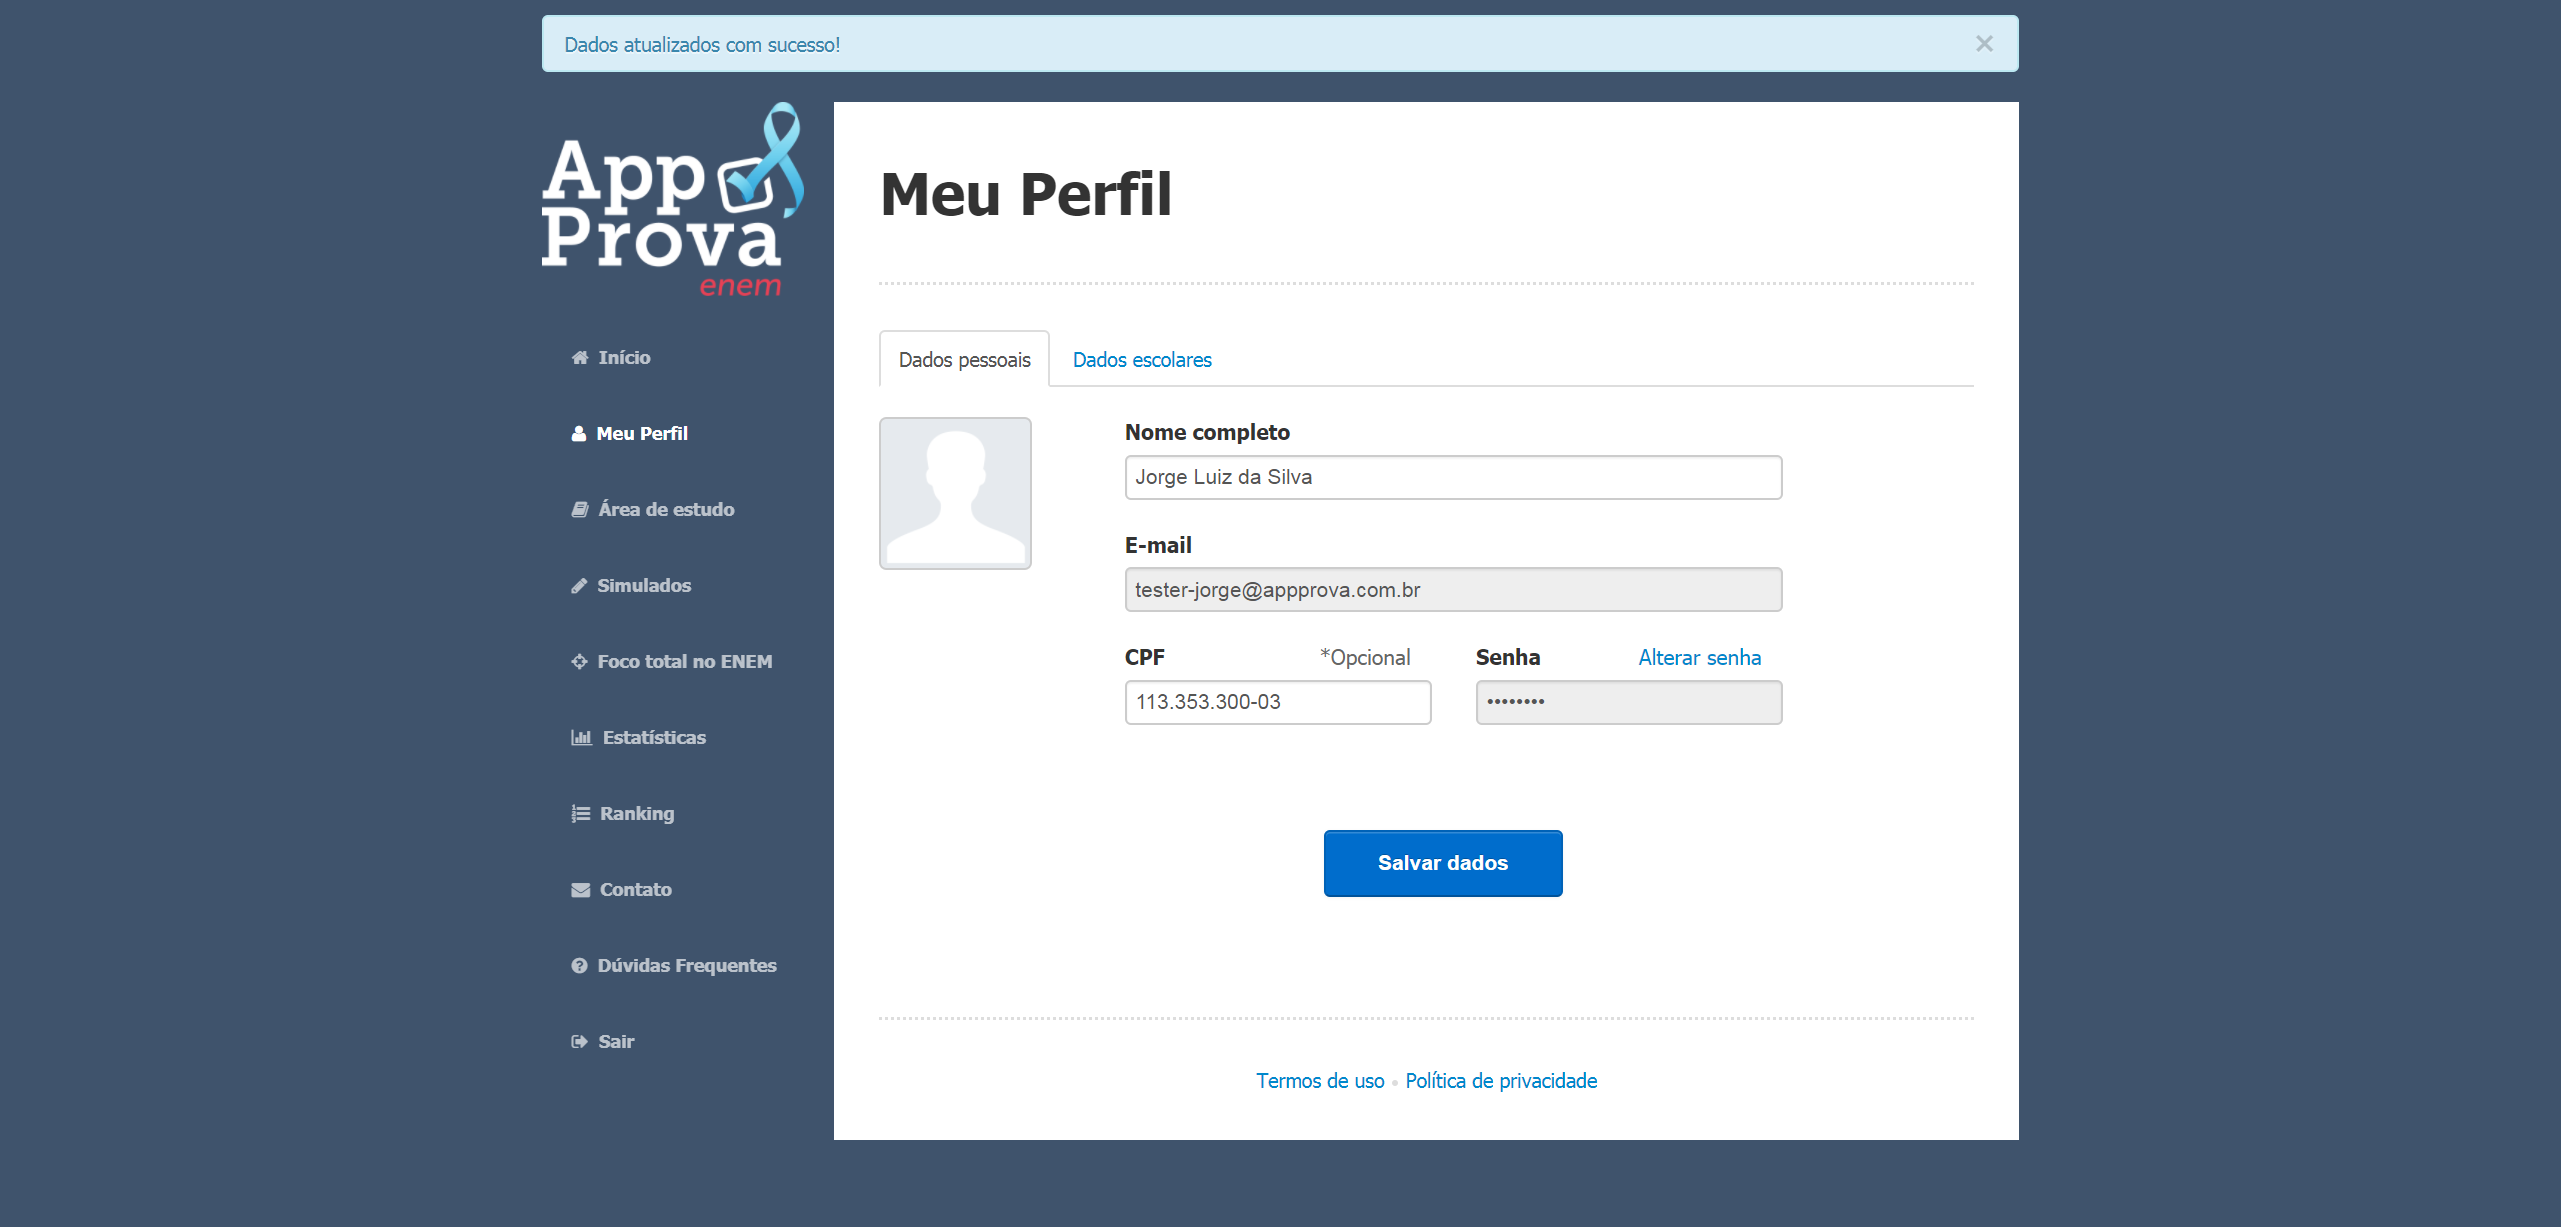 Dados atualizados com sucesso!
×
App
Prova
enem
Início
Meu Perfil
Área de estudo
Simulados
Foco total no ENEM
Estatísticas
Ranking
Contato
Dúvidas Frequentes
Sair
Meu Perfil
Dados pessoais
Dados escolares
Nome completo
Jorge Luiz da Silva
E-mail
tester-jorge@appprova.com.br
CPF *Opcional
113.353.300-03
Senha Alterar senha
••••••••
Salvar dados
Termos de uso • Política de privacidade